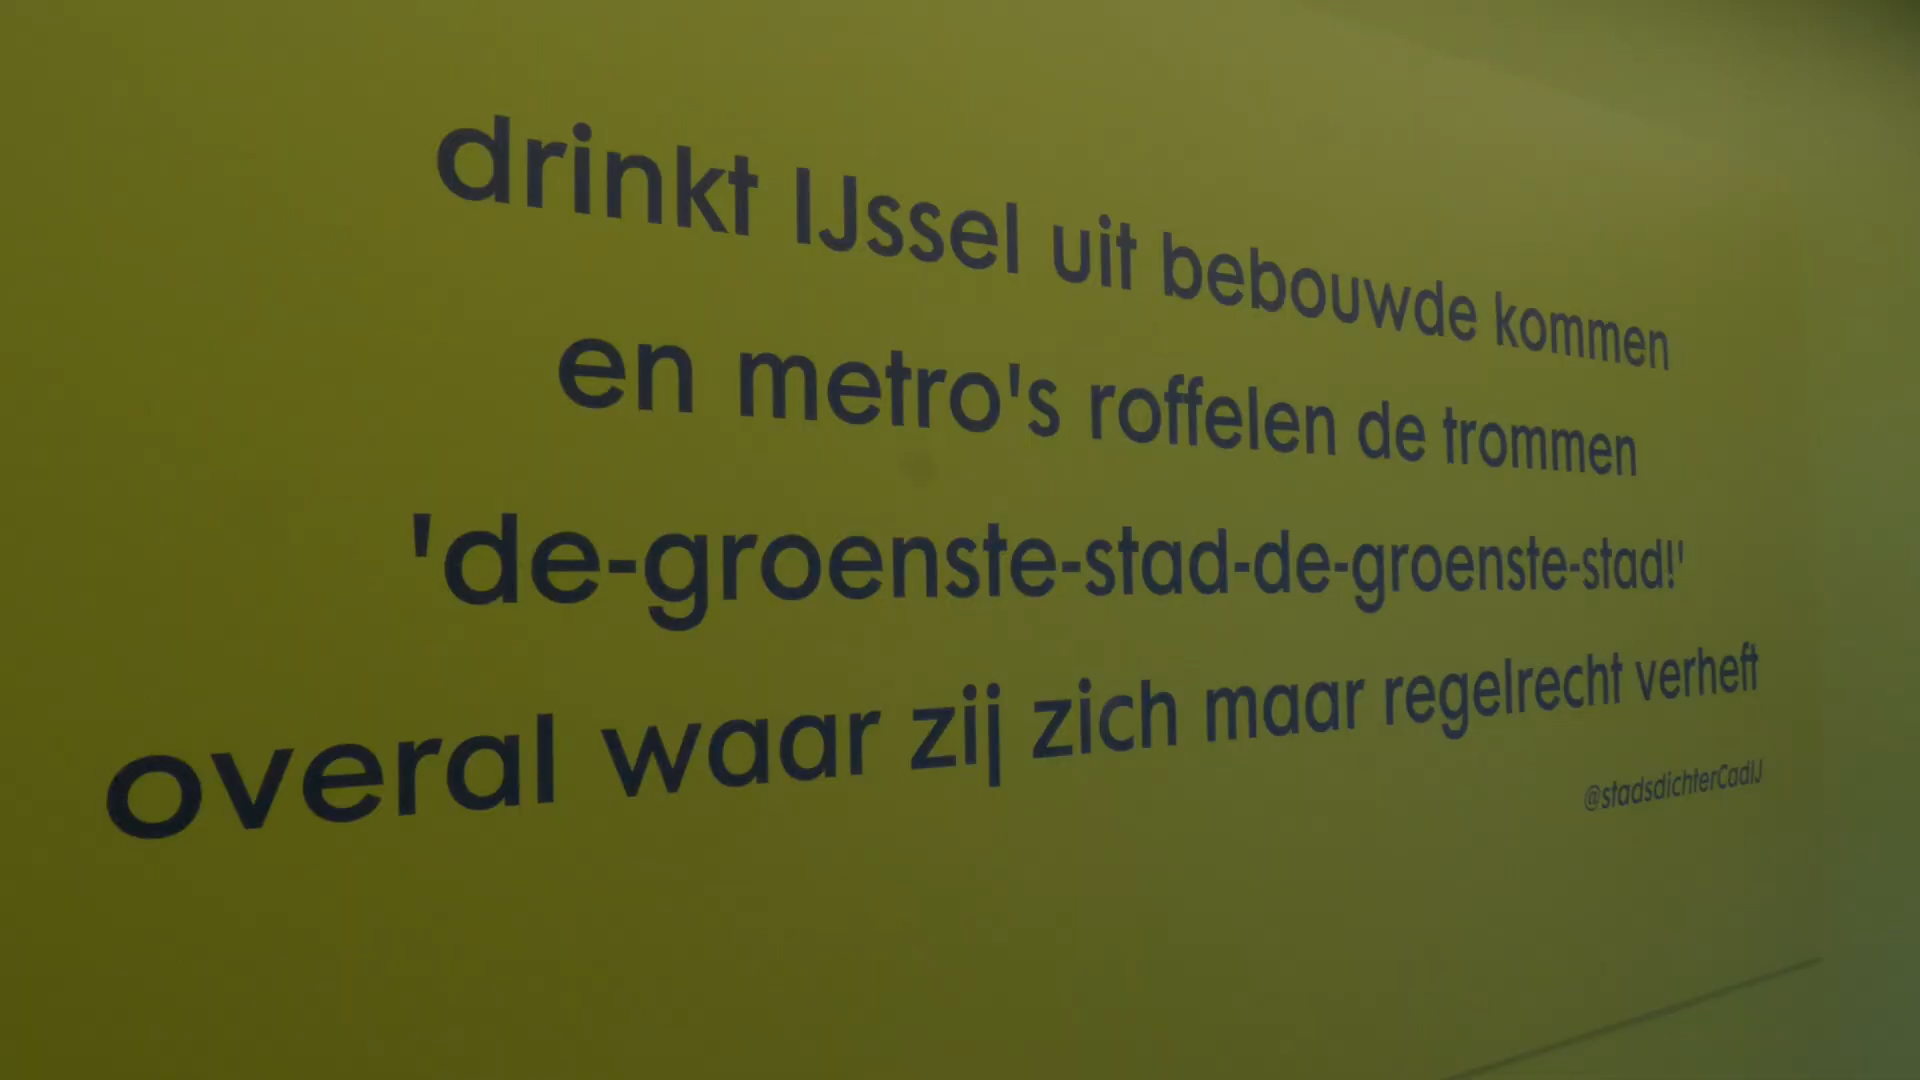 drinkt IJssel uit bebouwde kommen
en metro's roffelen de trommen
'de-groenste-stad-de-groenste-stad!'
overal waar zij zich maar regelrecht verheft
@stadsdichterCadIJ